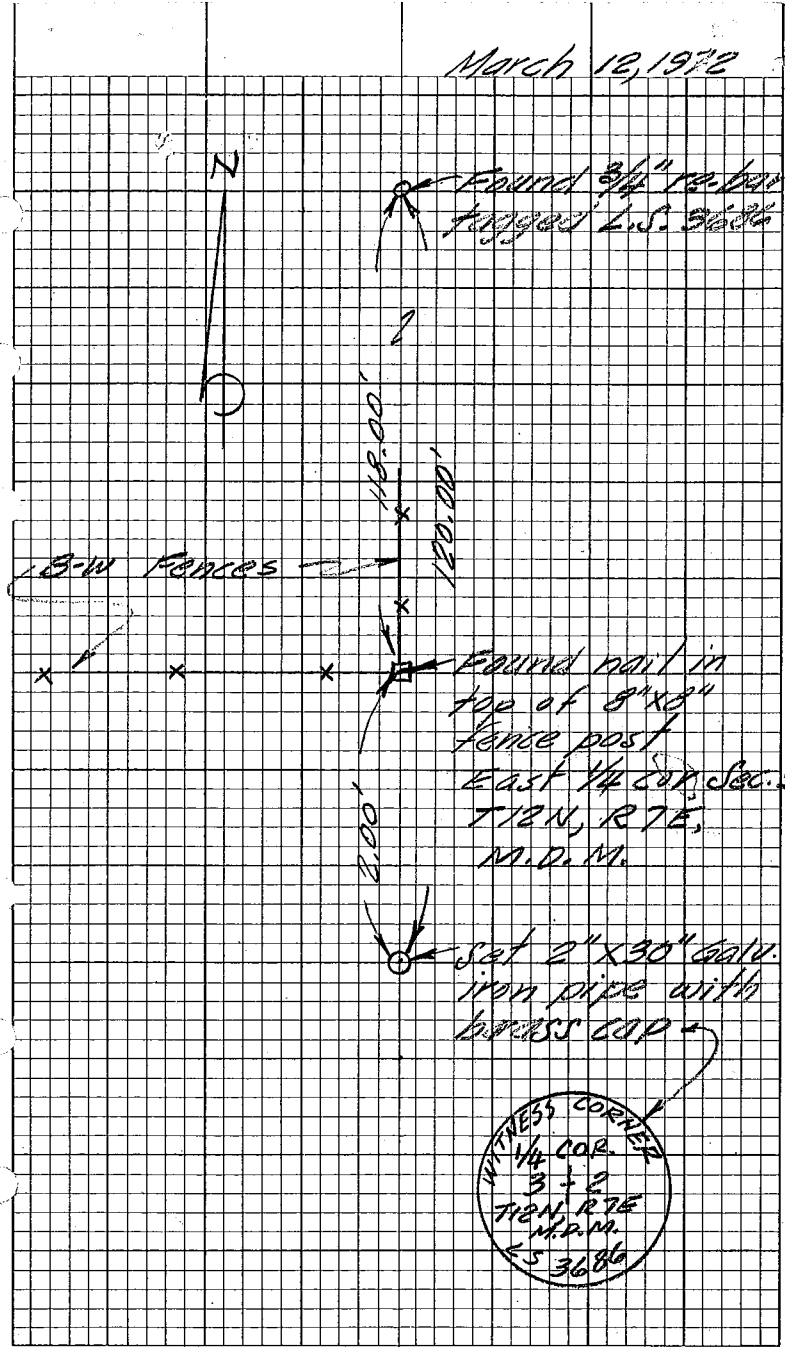 March 12, 1972
N
Found 3/4" re-bar
tagged L.S. 3686
118.00'
120.00'
B-W Fences
Found nail in
top of 8"X8"
fence post
East 1/4 cor. Sec.
T12N, R7E,
M.D.M.
2.00'
Set 2"X30" Galv.
iron pipe with
brass cap
WITNESS CORNER
1/4 COR.
3 + 2
T12N, R7E
M.D.M.
LS 3686